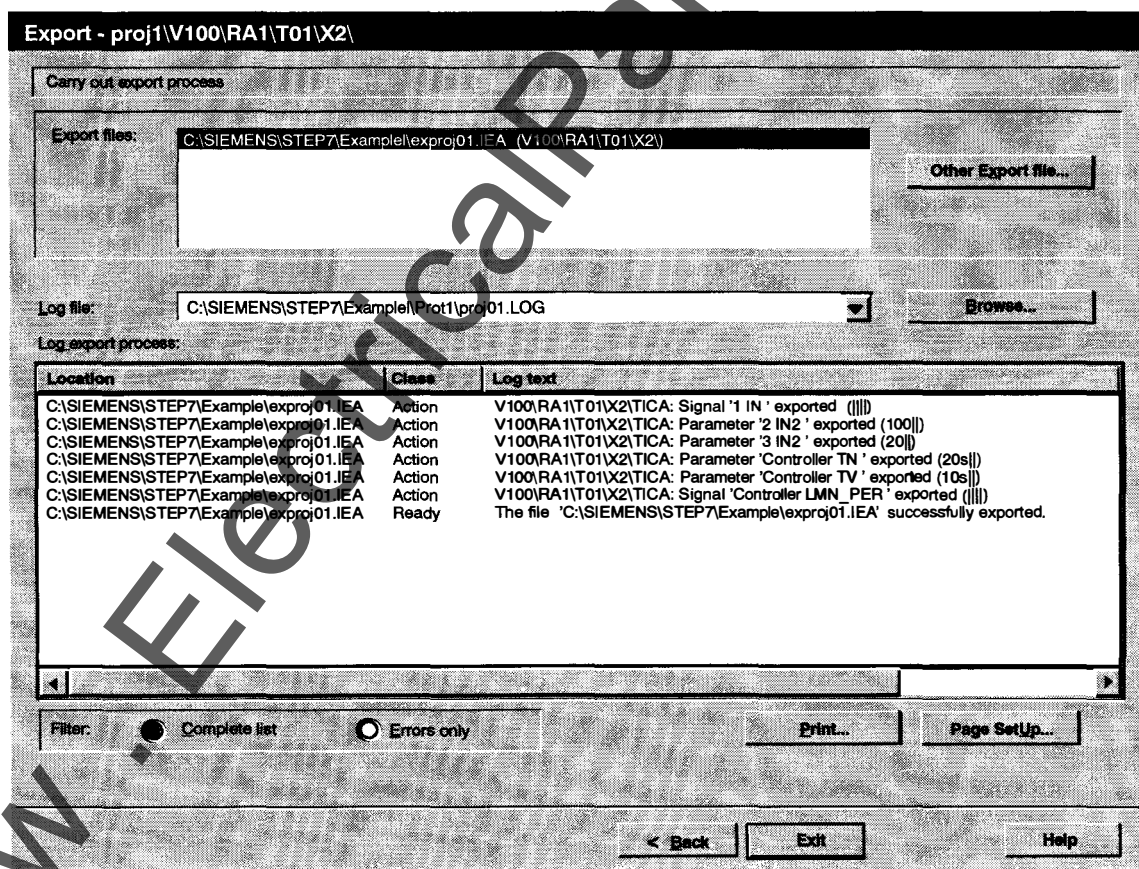 Export - proj1\V100\RA1\T01\X2\
Carry out export process
Export files:
C:\SIEMENS\STEP7\Examplel\exproj01.IEA (V100\RA1\T01\X2\)
Other Export file...
Log file:
C:\SIEMENS\STEP7\Examplel\Prot1\proj01.LOG
Browse...
Log export process:
Location Class Log text
C:\SIEMENS\STEP7\Example\exproj01.IEA Action V100\RA1\T01\X2\TICA: Signal '1 IN ' exported (||||)
C:\SIEMENS\STEP7\Example\exproj01.IEA Action V100\RA1\T01\X2\TICA: Parameter '2 IN2 ' exported (100||)
C:\SIEMENS\STEP7\Example\exproj01.IEA Action V100\RA1\T01\X2\TICA: Parameter '3 IN2 ' exported (20||)
C:\SIEMENS\STEP7\Example\exproj01.IEA Action V100\RA1\T01\X2\TICA: Parameter 'Controller TN ' exported (20s||)
C:\SIEMENS\STEP7\Example\exproj01.IEA Action V100\RA1\T01\X2\TICA: Parameter 'Controller TV ' exported (10s||)
C:\SIEMENS\STEP7\Example\exproj01.IEA Action V100\RA1\T01\X2\TICA: Signal 'Controller LMN_PER ' exported (||||)
C:\SIEMENS\STEP7\Example\exproj01.IEA Ready The file 'C:\SIEMENS\STEP7\Example\exproj01.IEA' successfully exported.
Filter: Complete list Errors only
Print... Page SetUp...
< Back Exit Help
w . ElectricalPa